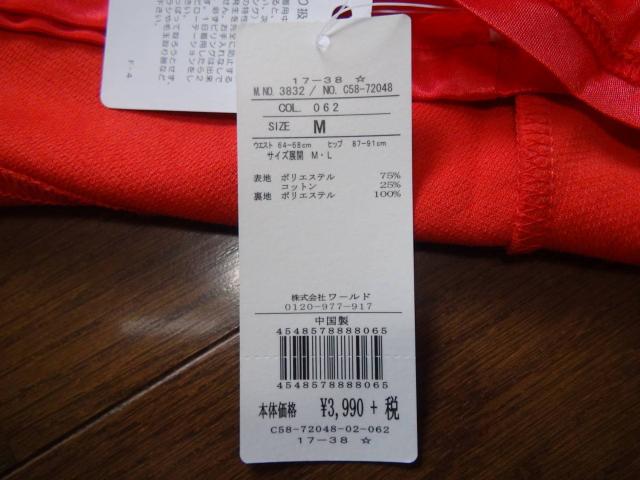 17-38 ☆
M.NO. 3832 / NO. C58-72048
COL. 062
SIZE M
ウエスト 64-68cm ヒップ 87-91cm
サイズ展開 M・L
表地 ポリエステル 75%
コットン 25%
裏地 ポリエステル 100%
株式会社ワールド
0120-977-917
中国製
4548578888065
4548578888065
本体価格 ¥3,990 + 税
C58-72048-02-062
17-38 ☆
F-4